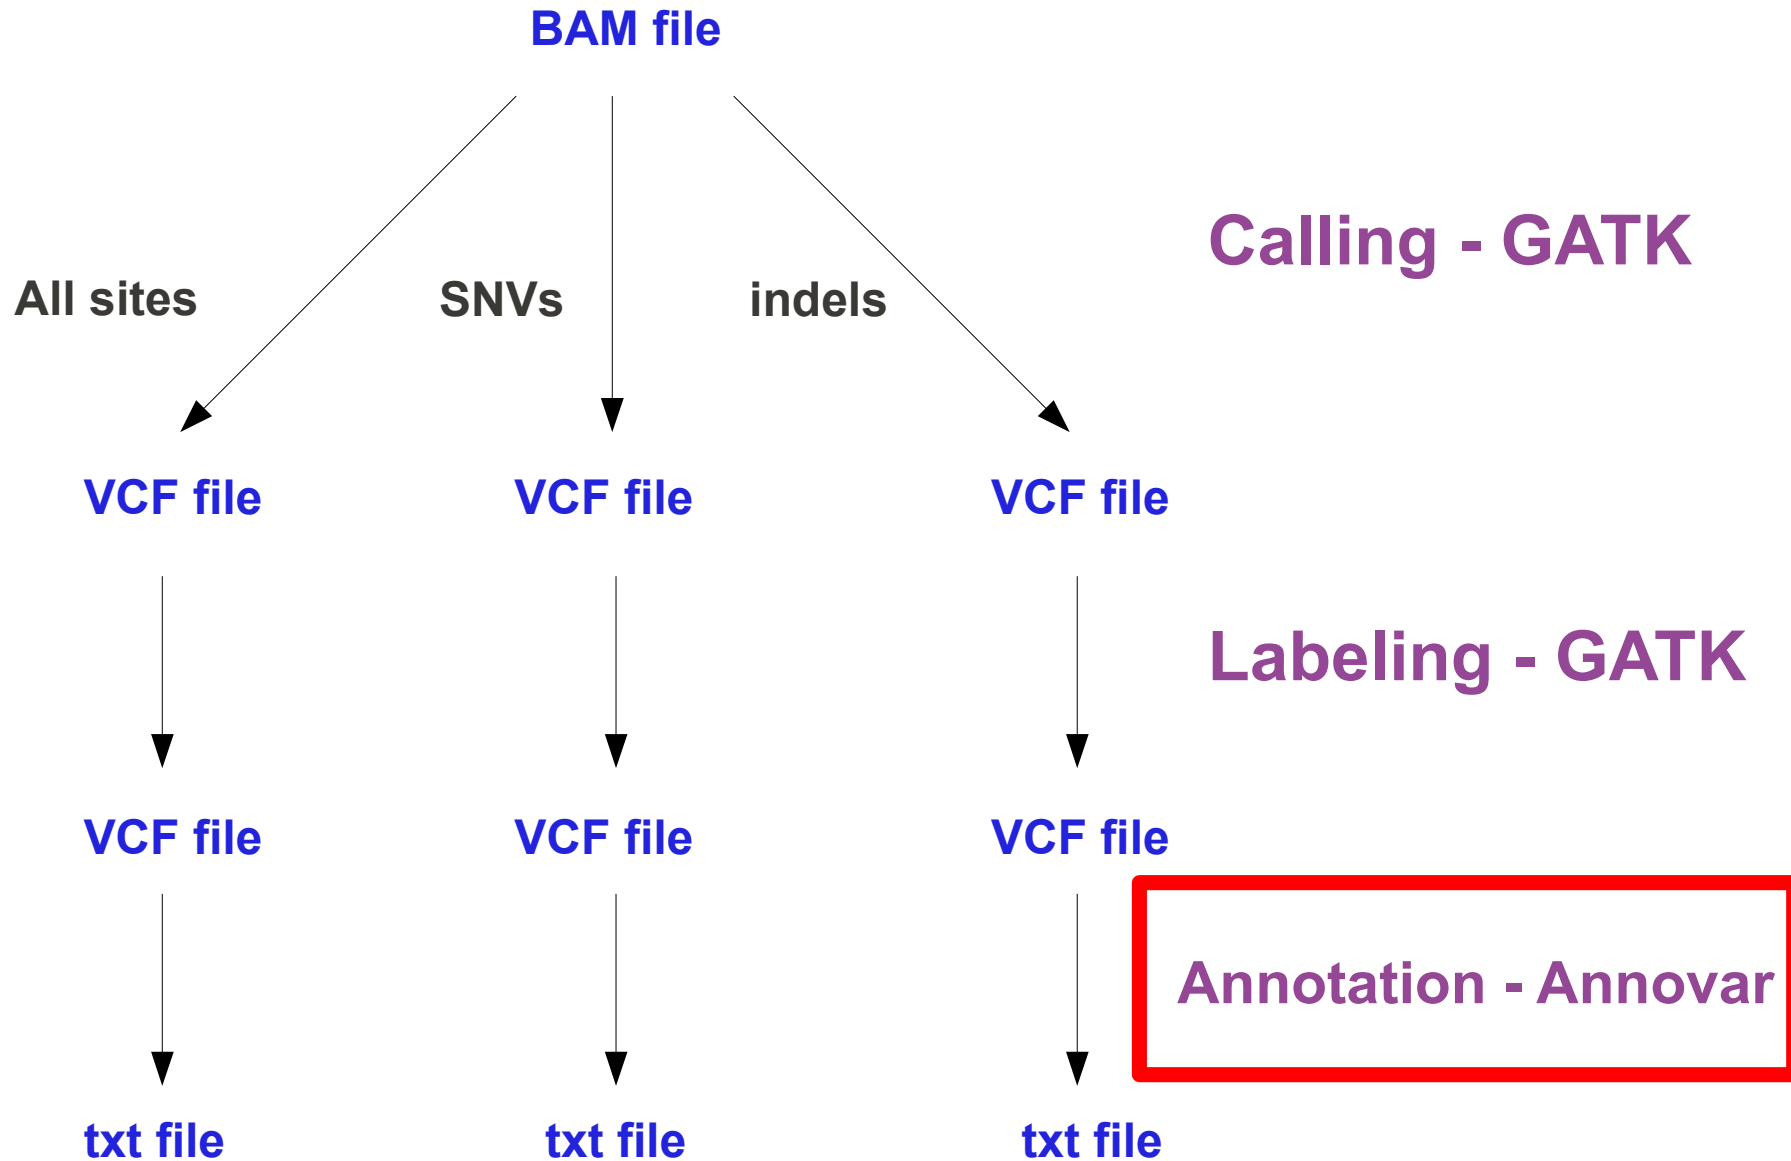 BAM file
Calling - GATK
All sites
SNVs
indels
VCF file
VCF file
VCF file
Labeling - GATK
VCF file
VCF file
VCF file
Annotation - Annovar
txt file
txt file
txt file